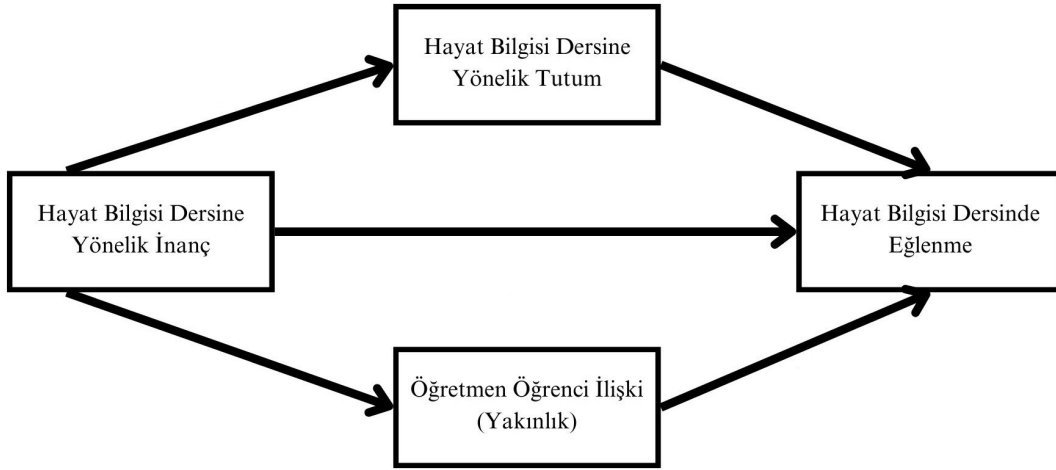 Hayat Bilgisi Dersine
Yönelik Tutum
Hayat Bilgisi Dersine
Yönelik İnanç
Hayat Bilgisi Dersinde
Eğlenme
Öğretmen Öğrenci İlişki
(Yakınlık)